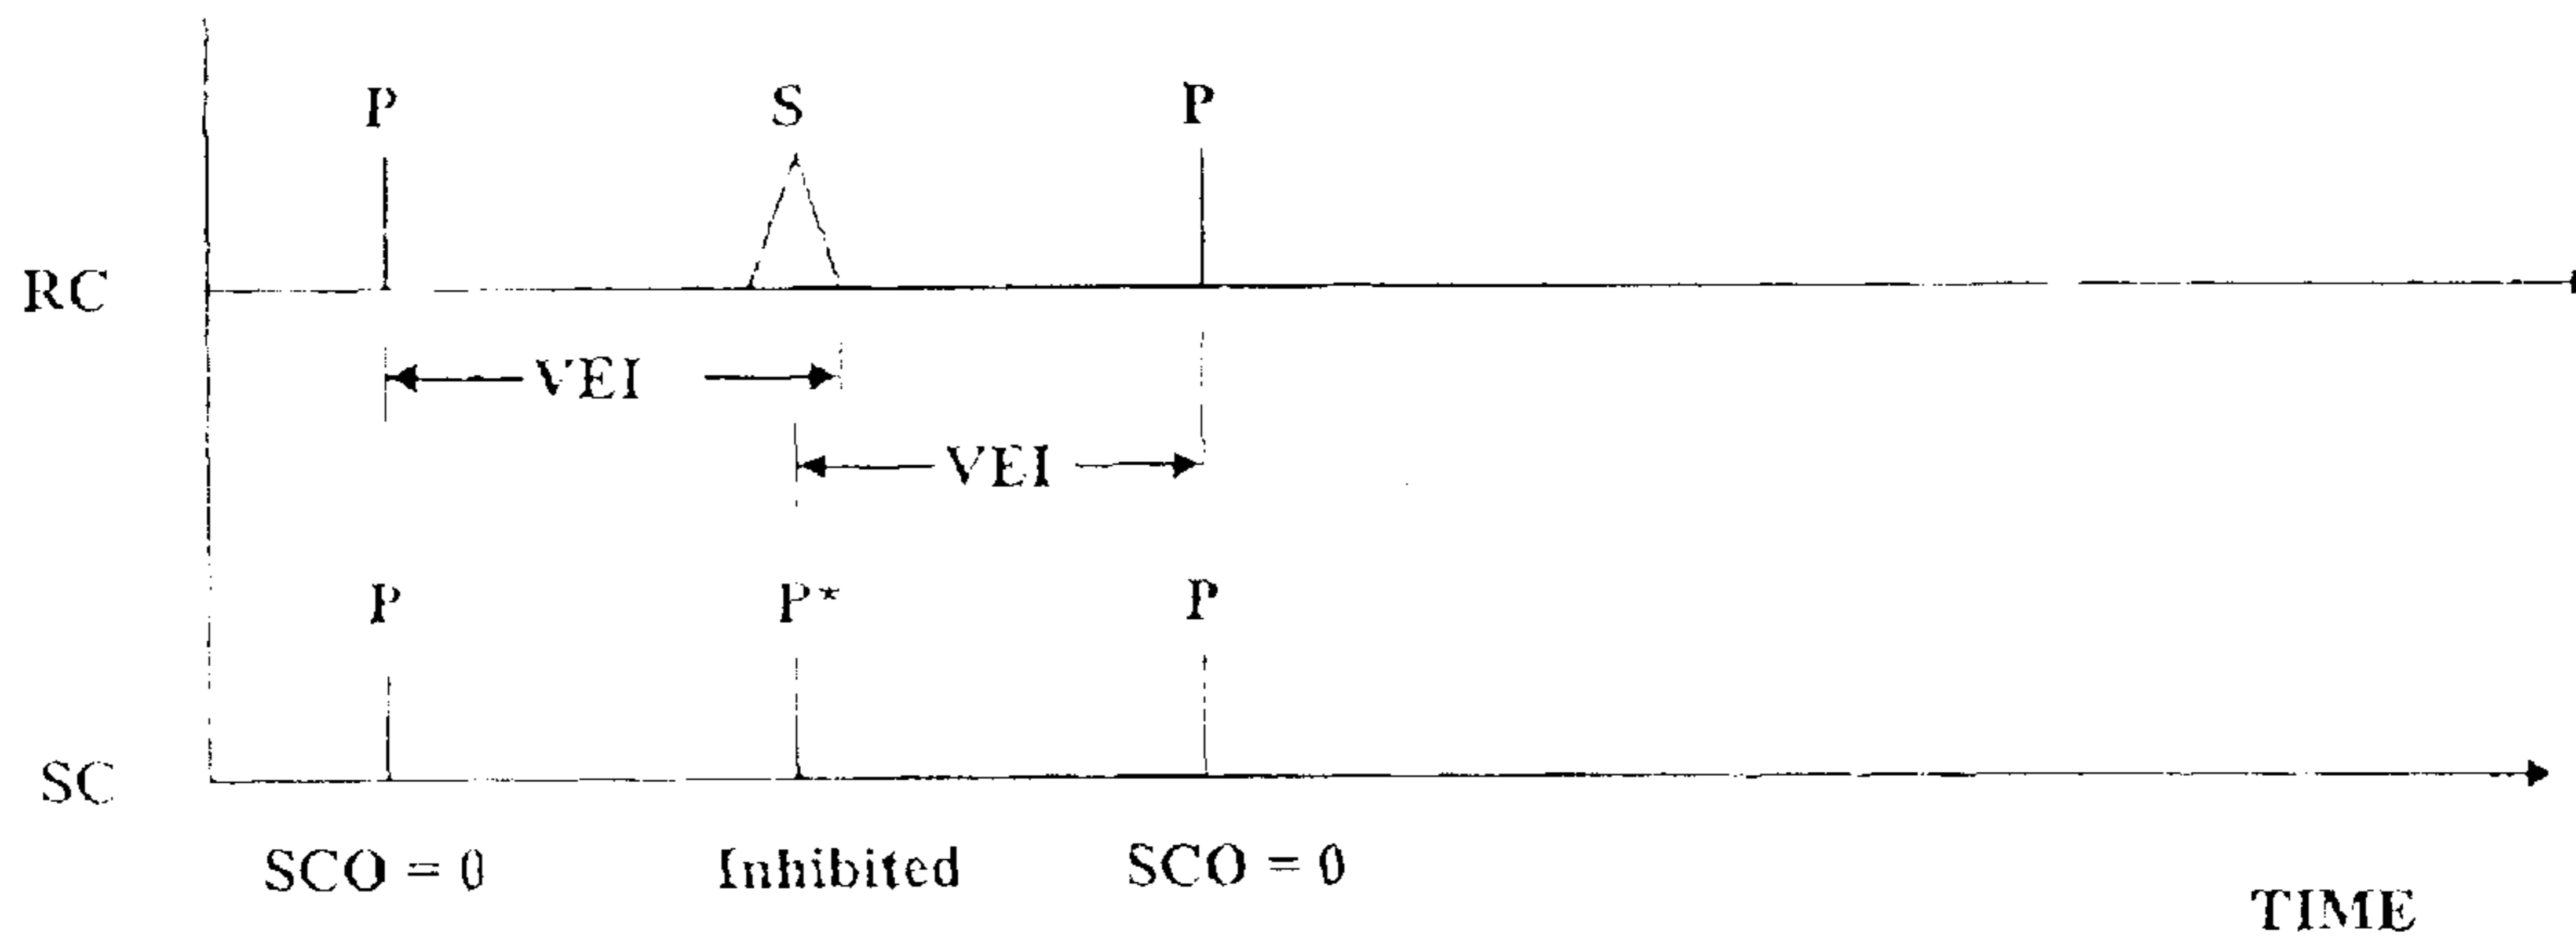 P S P
RC
VEI
VEI
P P* P
SC
SCO = 0 Inhibited SCO = 0
TIME